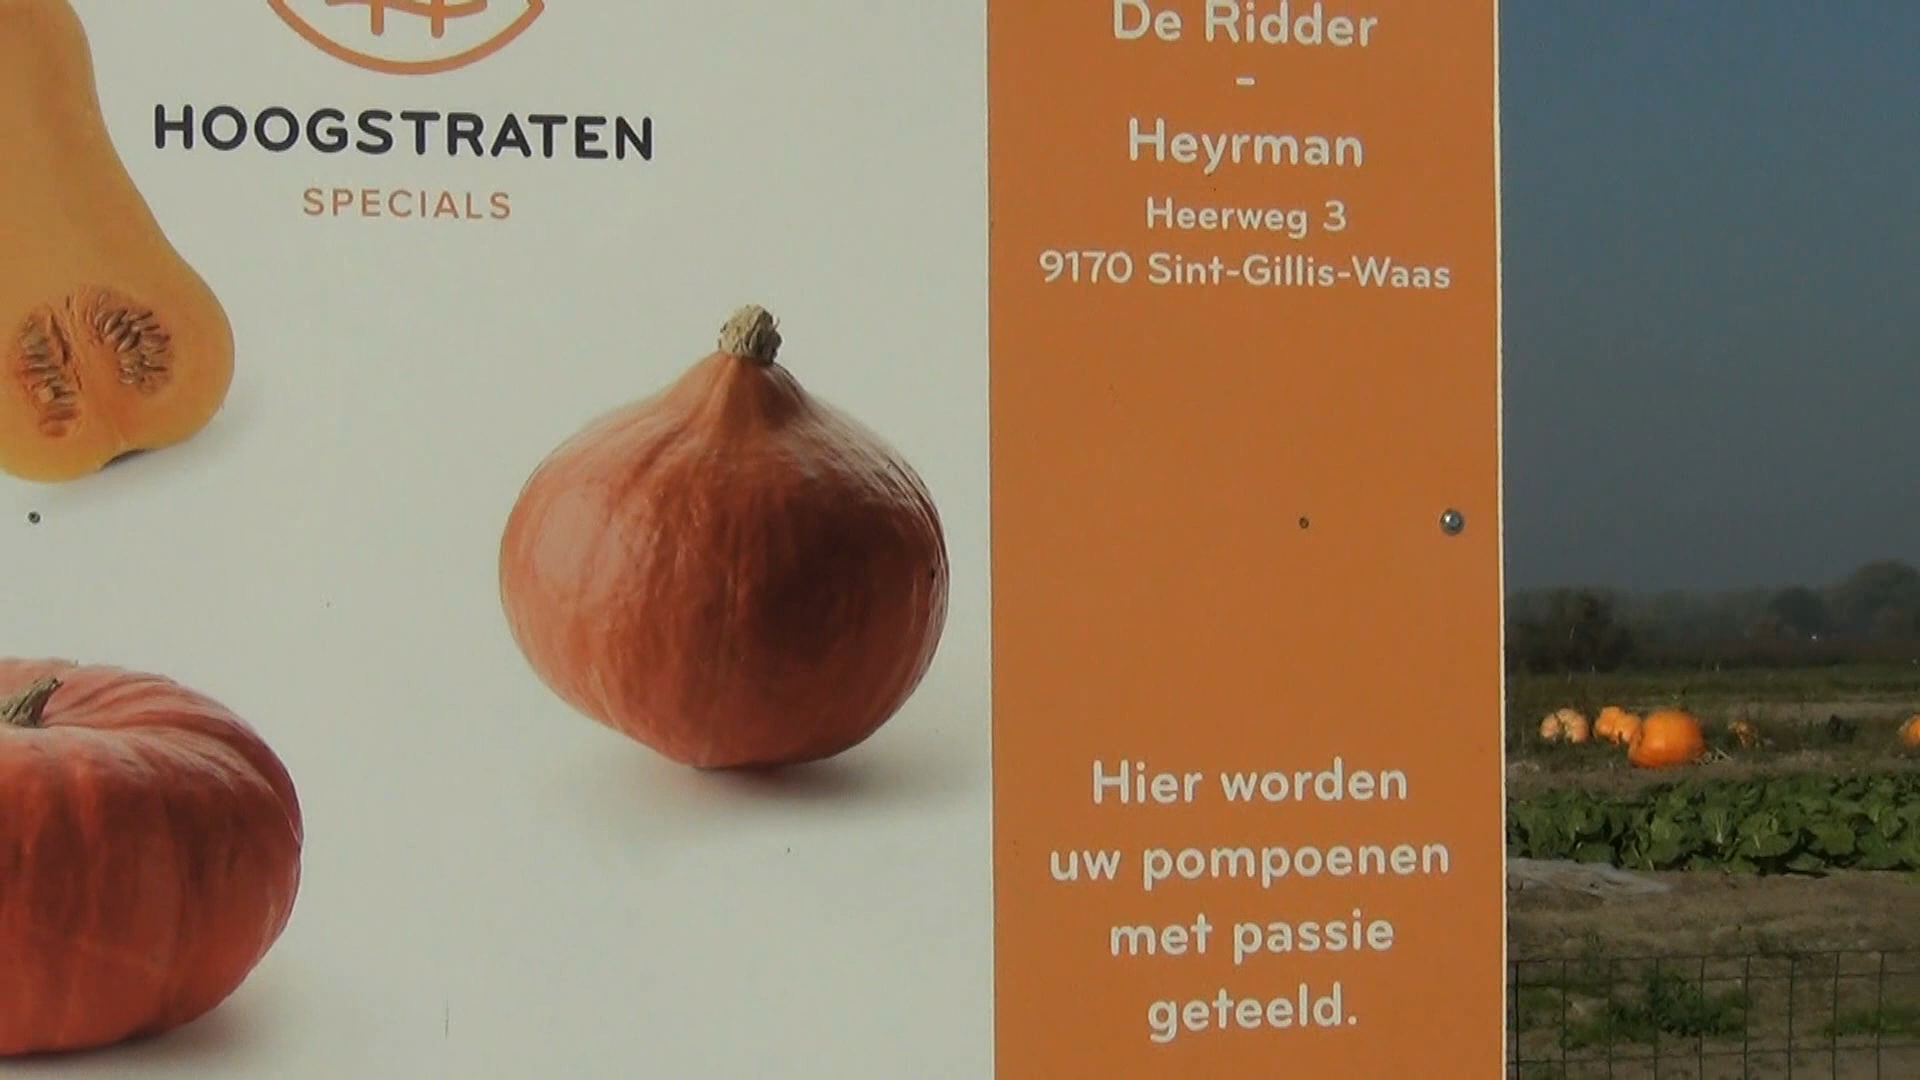 HOOGSTRATEN
SPECIALS
De Ridder
-
Heyrman
Heerweg 3
9170 Sint-Gillis-Waas
Hier worden
uw pompoenen
met passie
geteeld.